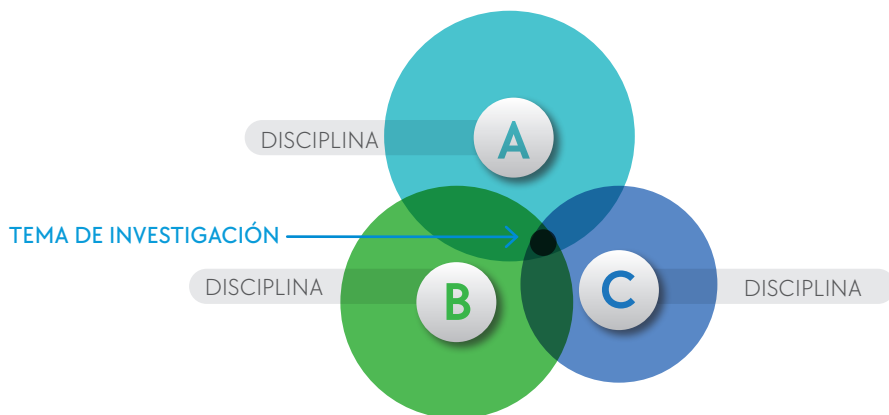 DISCIPLINA
A
TEMA DE INVESTIGACIÓN
DISCIPLINA
B
C
DISCIPLINA